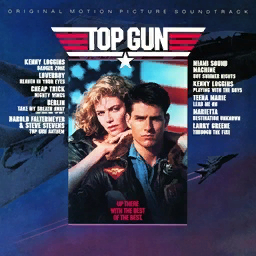 ORIGINAL MOTION PICTURE SOUNDTRACK
TOP GUN
KENNY LOGGINS
DANGER ZONE
LOVERBOY
HEAVEN IN YOUR EYES
CHEAP TRICK
MIGHTY WINGS
BERLIN
TAKE MY BREATH AWAY
HAROLD FALTERMEYER
& STEVE STEVENS
TOP GUN ANTHEM
MIAMI SOUND
MACHINE
HOT SUMMER NIGHTS
KENNY LOGGINS
PLAYING WITH THE BOYS
TEENA MARIE
LEAD ME ON
MARIETTA
DESTINATION UNKNOWN
LARRY GREENE
THROUGH THE FIRE
UP THERE
WITH THE BEST
OF THE BEST.